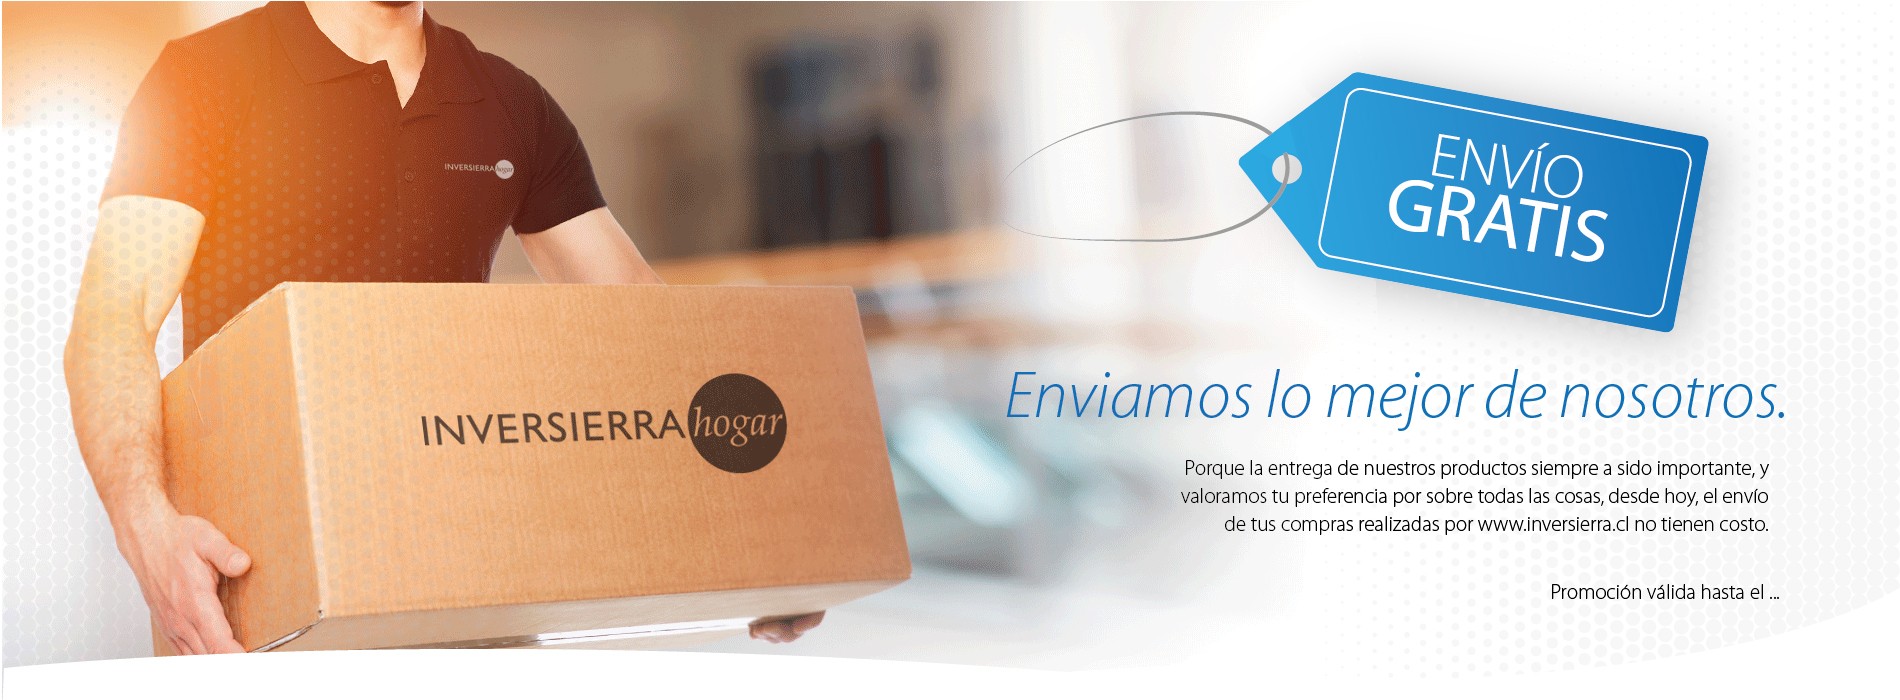 INVERSIERRA hogar
INVERSIERRA hogar
ENVÍO
GRATIS
Enviamos lo mejor de nosotros.
Porque la entrega de nuestros productos siempre a sido importante, y
valoramos tu preferencia por sobre todas las cosas, desde hoy, el envío
de tus compras realizadas por www.inversierra.cl no tienen costo.
Promoción válida hasta el ...